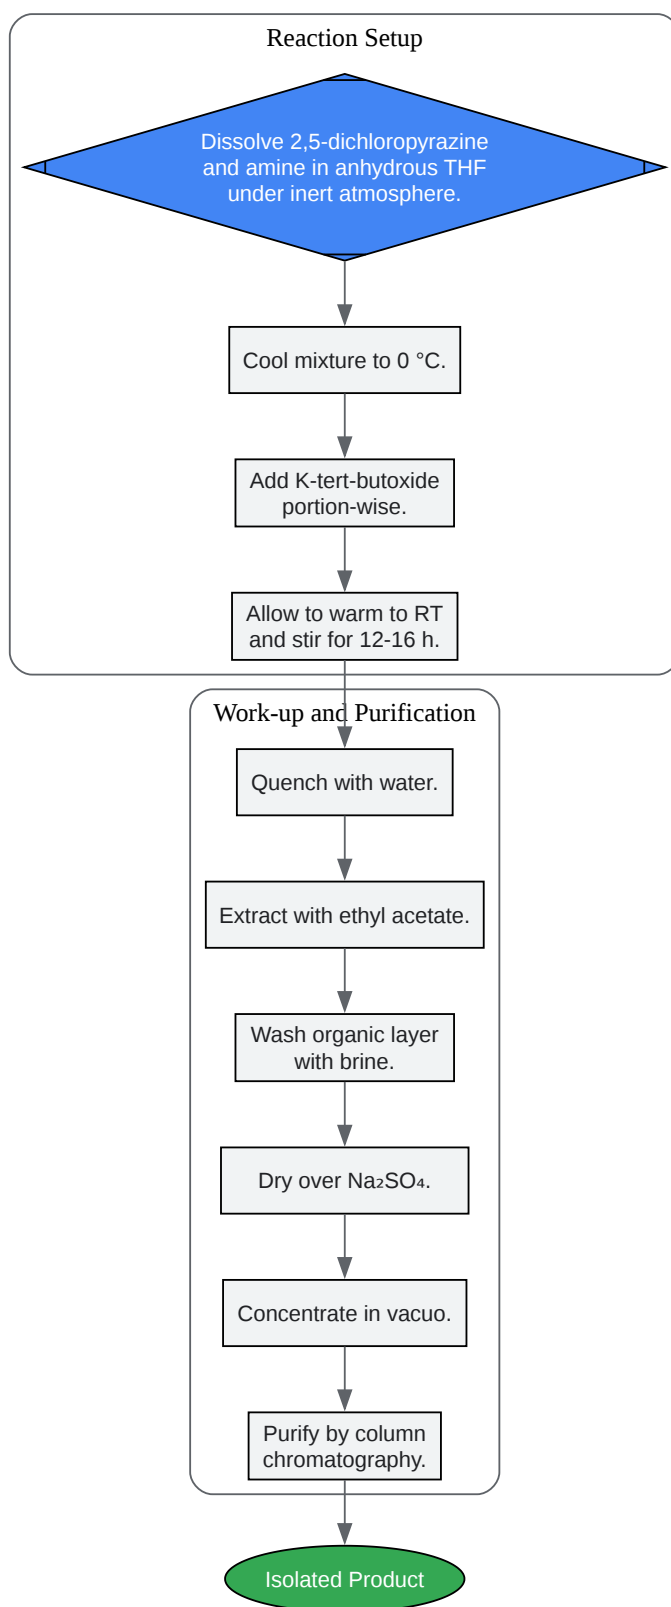 Reaction Setup
Dissolve 2,5-dichloropyrazine
and amine in anhydrous THF
under inert atmosphere.
Cool mixture to 0 °C.
Add K-tert-butoxide
portion-wise.
Allow to warm to RT
and stir for 12-16 h.
Work-up and Purification
Quench with water.
Extract with ethyl acetate.
Wash organic layer
with brine.
Dry over Na₂SO₄.
Concentrate in vacuo.
Purify by column
chromatography.
Isolated Product